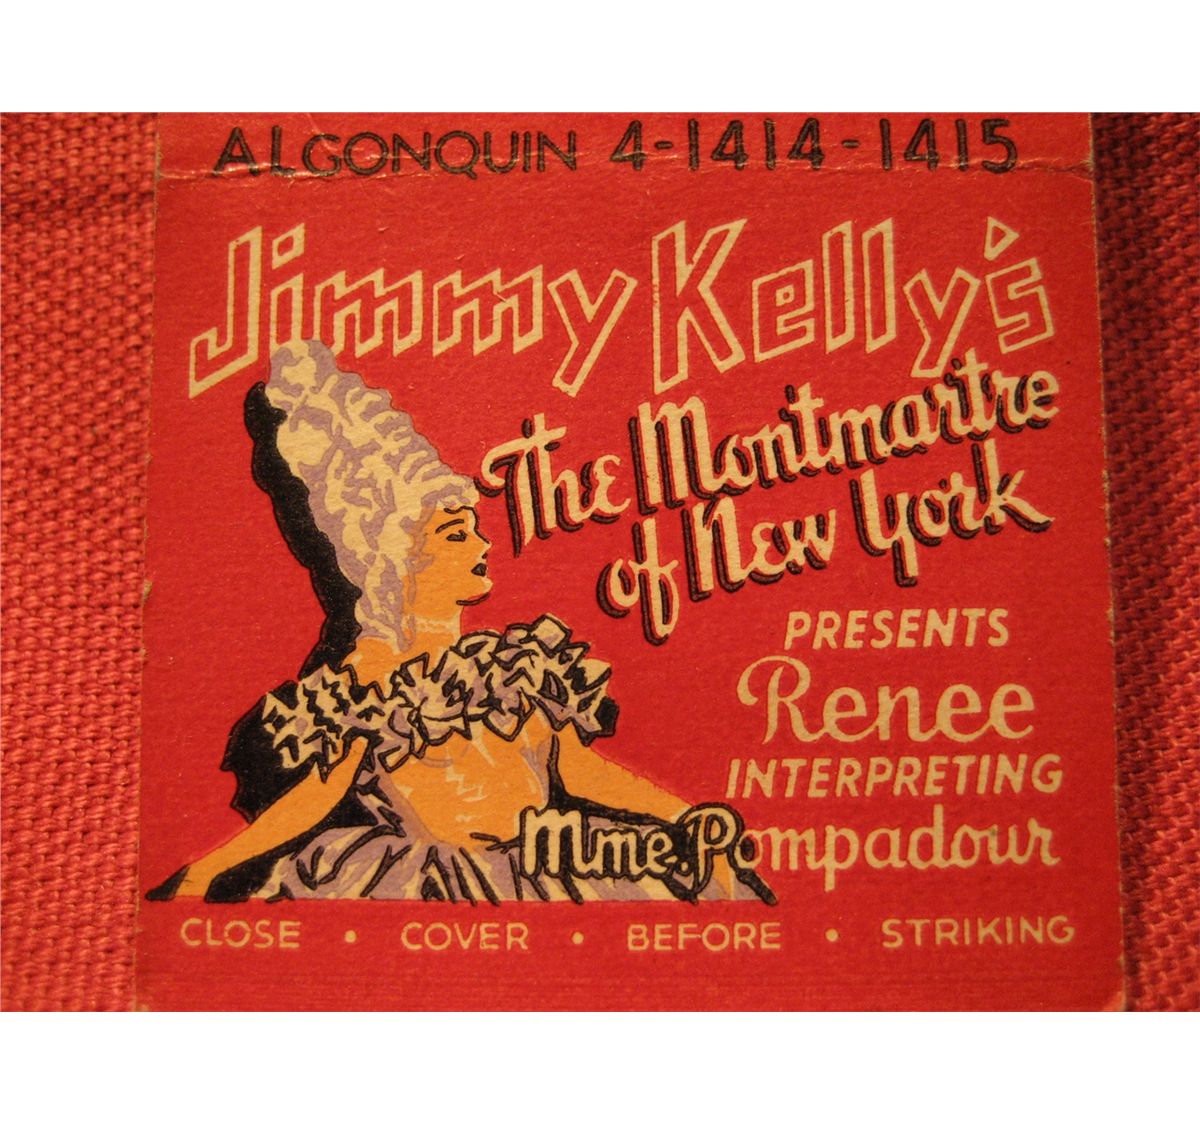 ALGONQUIN 4-1414-1415
Jimmy Kelly's
The Montmartre
of New York
PRESENTS
Renee
INTERPRETING
Mme. Pompadour
CLOSE • COVER • BEFORE • STRIKING